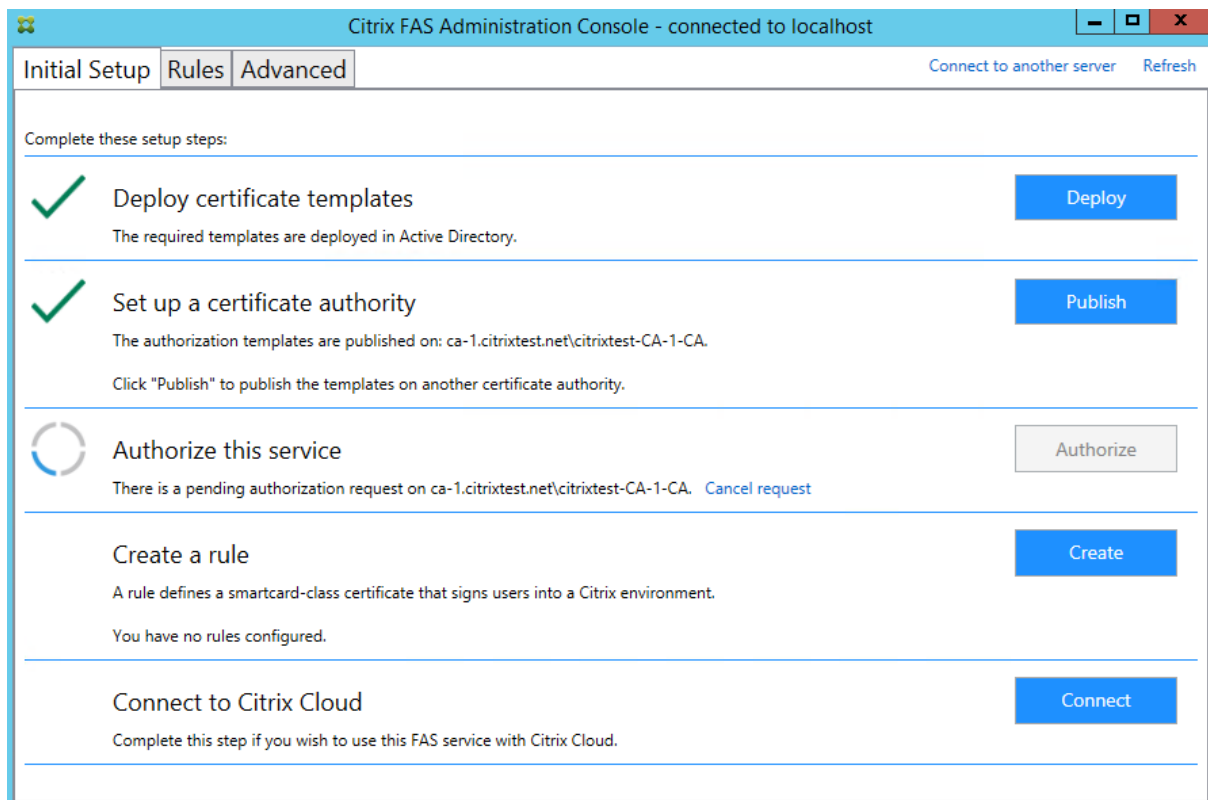 Citrix FAS Administration Console - connected to localhost
Initial Setup Rules Advanced Connect to another server Refresh
Complete these setup steps:
Deploy certificate templates Deploy
The required templates are deployed in Active Directory.
Set up a certificate authority Publish
The authorization templates are published on: ca-1.citrixtest.net\citrixtest-CA-1-CA.
Click "Publish" to publish the templates on another certificate authority.
Authorize this service Authorize
There is a pending authorization request on ca-1.citrixtest.net\citrixtest-CA-1-CA. Cancel request
Create a rule Create
A rule defines a smartcard-class certificate that signs users into a Citrix environment.
You have no rules configured.
Connect to Citrix Cloud Connect
Complete this step if you wish to use this FAS service with Citrix Cloud.